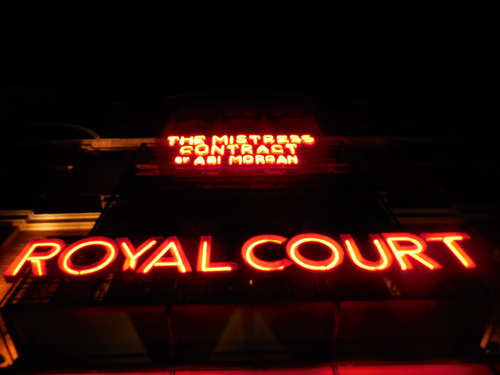 THE MISTRESS
CONTRACT
BY ABI MORGAN
ROYAL COURT